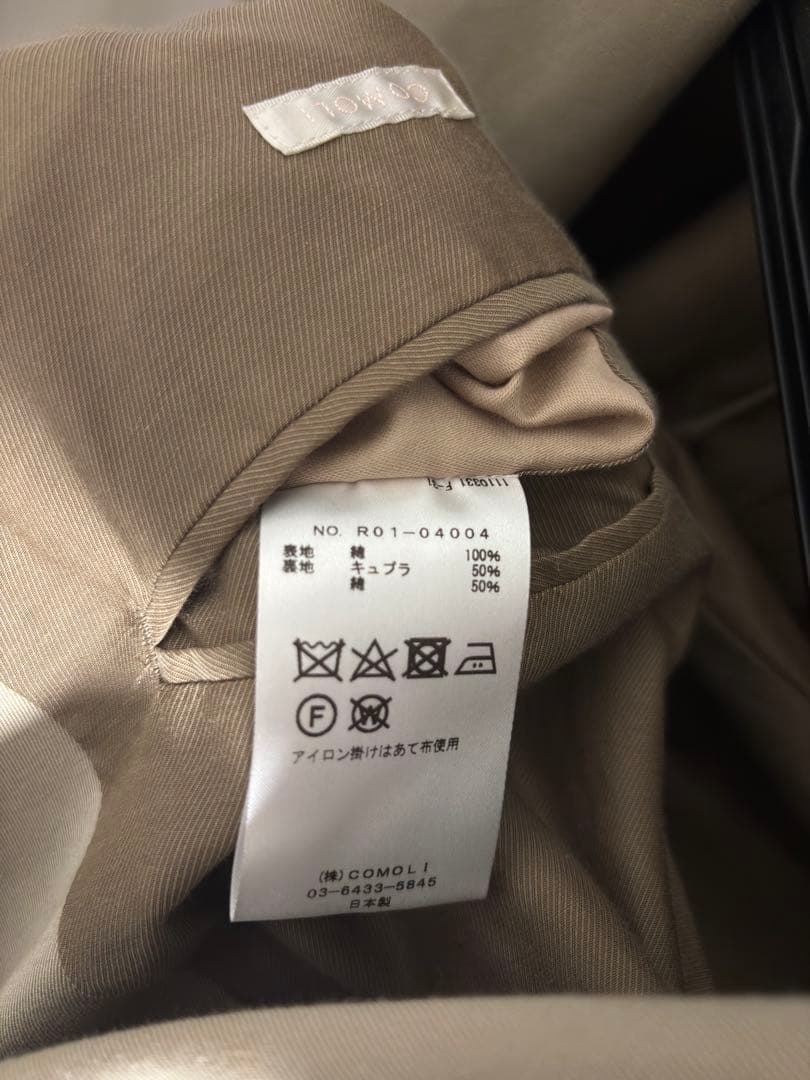 COMOLI
NO. R01-04004
表地 綿 100%
裏地 キュプラ 50%
綿 50%
F
W
アイロン掛けはあて布使用
(株)COMOLI
03-6433-5845
日本製